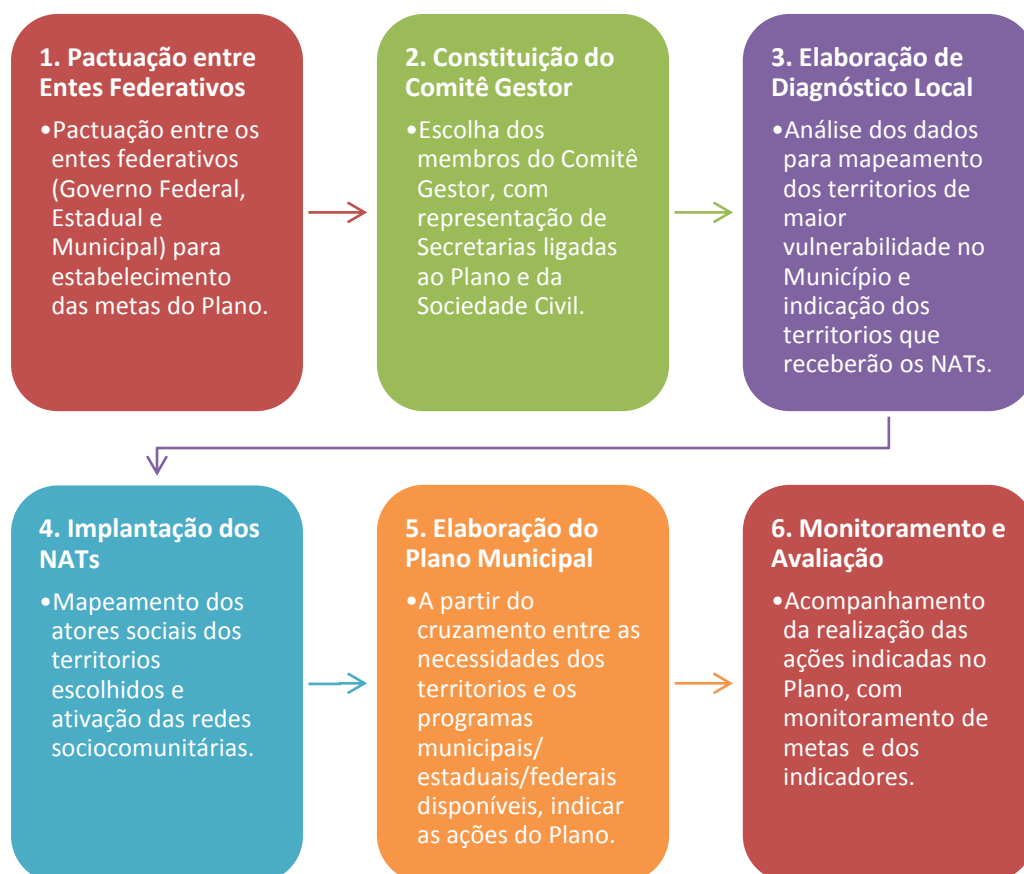 1. Pactuação entre
Entes Federativos
•Pactuação entre os
entes federativos
(Governo Federal,
Estadual e
Municipal) para
estabelecimento
das metas do Plano.
2. Constituição do
Comitê Gestor
•Escolha dos
membros do Comitê
Gestor, com
representação de
Secretarias ligadas
ao Plano e da
Sociedade Civil.
3. Elaboração de
Diagnóstico Local
•Análise dos dados
para mapeamento
dos territorios de
maior
vulnerabilidade no
Município e
indicação dos
territorios que
receberão os NATs.
4. Implantação dos
NATs
•Mapeamento dos
atores sociais dos
territorios
escolhidos e
ativação das redes
sociocomunitárias.
5. Elaboração do
Plano Municipal
•A partir do
cruzamento entre as
necessidades dos
territorios e os
programas
municipais/
estaduais/federais
disponíveis, indicar
as ações do Plano.
6. Monitoramento e
Avaliação
•Acompanhamento
da realização das
ações indicadas no
Plano, com
monitoramento de
metas e dos
indicadores.